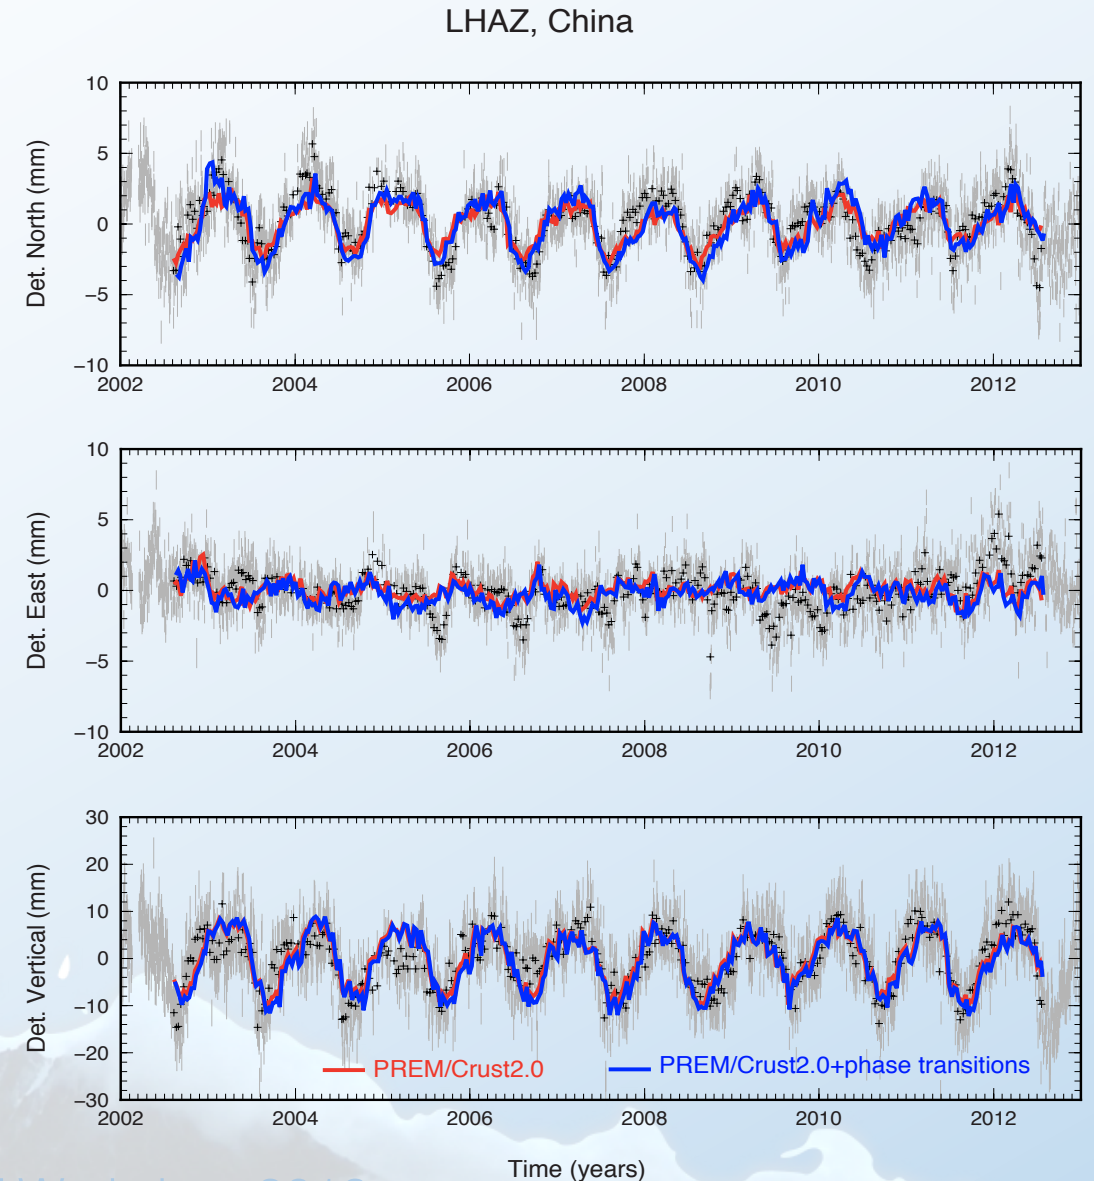 LHAZ, China
10
5
0
−5
−10
Det. North (mm)
2002 2004 2006 2008 2010 2012
10
5
0
−5
−10
Det. East (mm)
2002 2004 2006 2008 2010 2012
30
20
10
0
−10
−20
−30
Det. Vertical (mm)
PREM/Crust2.0 PREM/Crust2.0+phase transitions
2002 2004 2006 2008 2010 2012
Time (years)